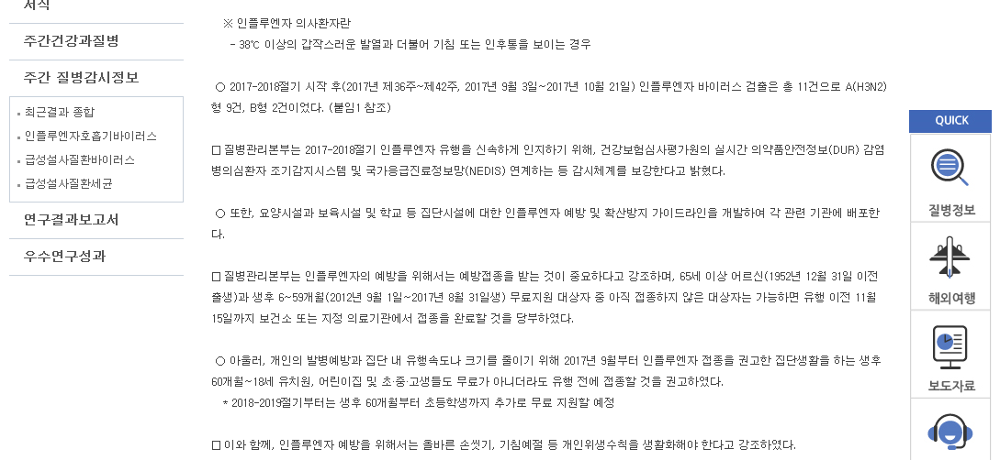 서식
주간건강과질병
주간 질병감시정보
최근결과 종합
인플루엔자호흡기바이러스
급성설사질환바이러스
급성설사질환세균
연구결과보고서
우수연구성과
※ 인플루엔자 의사환자란
- 38℃ 이상의 갑작스러운 발열과 더불어 기침 또는 인후통을 보이는 경우
○ 2017-2018절기 시작 후(2017년 제36주~제42주, 2017년 9월 3일~2017년 10월 21일) 인플루엔자 바이러스 검출은 총 11건으로 A(H3N2)
형 9건, B형 2건이었다. (붙임1 참조)
□ 질병관리본부는 2017-2018절기 인플루엔자 유행을 신속하게 인지하기 위해, 건강보험심사평가원의 실시간 의약품안전정보(DUR) 감염
병의심환자 조기감지시스템 및 국가응급진료정보망(NEDIS) 연계하는 등 감시체계를 보강한다고 밝혔다.
○ 또한, 요양시설과 보육시설 및 학교 등 집단시설에 대한 인플루엔자 예방 및 확산방지 가이드라인을 개발하여 각 관련 기관에 배포한
다.
□ 질병관리본부는 인플루엔자의 예방을 위해서는 예방접종을 받는 것이 중요하다고 강조하며, 65세 이상 어르신(1952년 12월 31일 이전
출생)과 생후 6~59개월(2012년 9월 1일~2017년 8월 31일생) 무료지원 대상자 중 아직 접종하지 않은 대상자는 가능하면 유행 이전 11월
15일까지 보건소 또는 지정 의료기관에서 접종을 완료할 것을 당부하였다.
○ 아울러, 개인의 발병예방과 집단 내 유행속도나 크기를 줄이기 위해 2017년 9월부터 인플루엔자 접종을 권고한 집단생활을 하는 생후
60개월~18세 유치원, 어린이집 및 초·중·고생들도 무료가 아니더라도 유행 전에 접종할 것을 권고하였다.
* 2018-2019절기부터는 생후 60개월부터 초등학생까지 추가로 무료 지원할 예정
□ 이와 함께, 인플루엔자 예방을 위해서는 올바른 손씻기, 기침예절 등 개인위생수칙을 생활화해야 한다고 강조하였다.
QUICK
질병정보
해외여행
보도자료